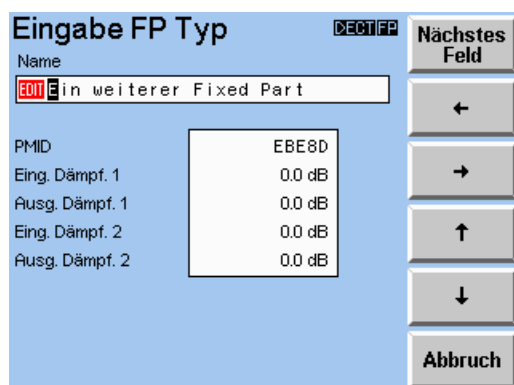 Eingabe FP Typ
DECT FP
Name
EDIT Ein weiterer Fixed Part
PMID EBE8D
Eing. Dämpf. 1 0.0 dB
Ausg. Dämpf. 1 0.0 dB
Eing. Dämpf. 2 0.0 dB
Ausg. Dämpf. 2 0.0 dB
Nächstes
Feld
←
→
↑
↓
Abbruch